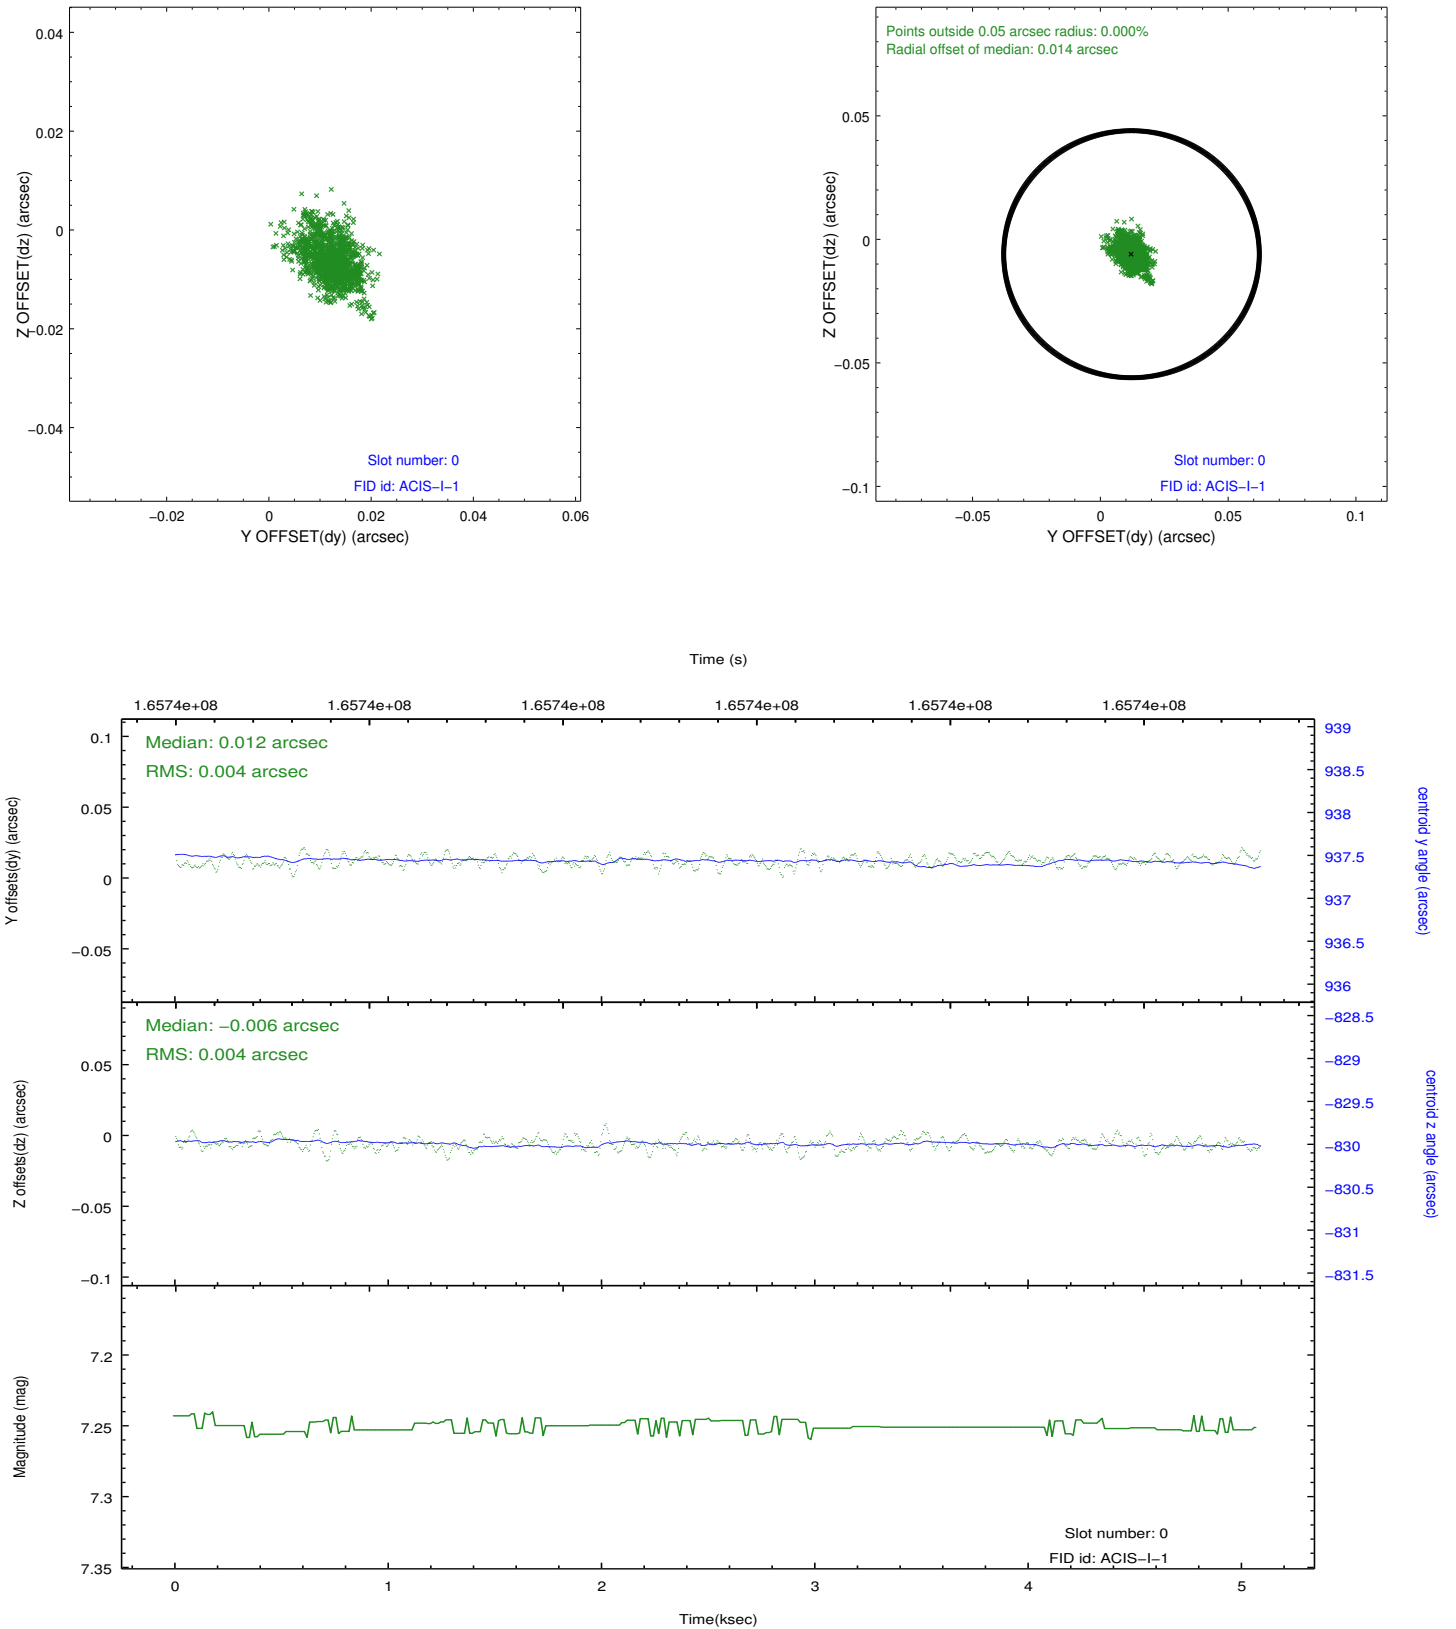 0.04
0.02
0
−0.02
−0.04
Z OFFSET(dz) (arcsec)
Slot number: 0
FID id: ACIS−I−1
−0.02
0
0.02
0.04
0.06
Y OFFSET(dy) (arcsec)
Points outside 0.05 arcsec radius: 0.000%
Radial offset of median: 0.014 arcsec
0.05
0
−0.05
−0.1
Z OFFSET(dz) (arcsec)
Slot number: 0
FID id: ACIS−I−1
−0.05
0
0.05
0.1
Y OFFSET(dy) (arcsec)
Time (s)
1.6574e+08
1.6574e+08
1.6574e+08
1.6574e+08
1.6574e+08
1.6574e+08
Median: 0.012 arcsec
RMS: 0.004 arcsec
0.1
0.05
0
−0.05
Y offsets(dy) (arcsec)
939
938.5
938
937.5
937
936.5
936
centroid y angle (arcsec)
Median: −0.006 arcsec
RMS: 0.004 arcsec
0.05
0
−0.05
−0.1
Z offsets(dz) (arcsec)
−828.5
−829
−829.5
−830
−830.5
−831
−831.5
centroid z angle (arcsec)
7.2
7.25
7.3
7.35
Magnitude (mag)
Slot number: 0
FID id: ACIS−I−1
0
1
2
3
4
5
Time(ksec)